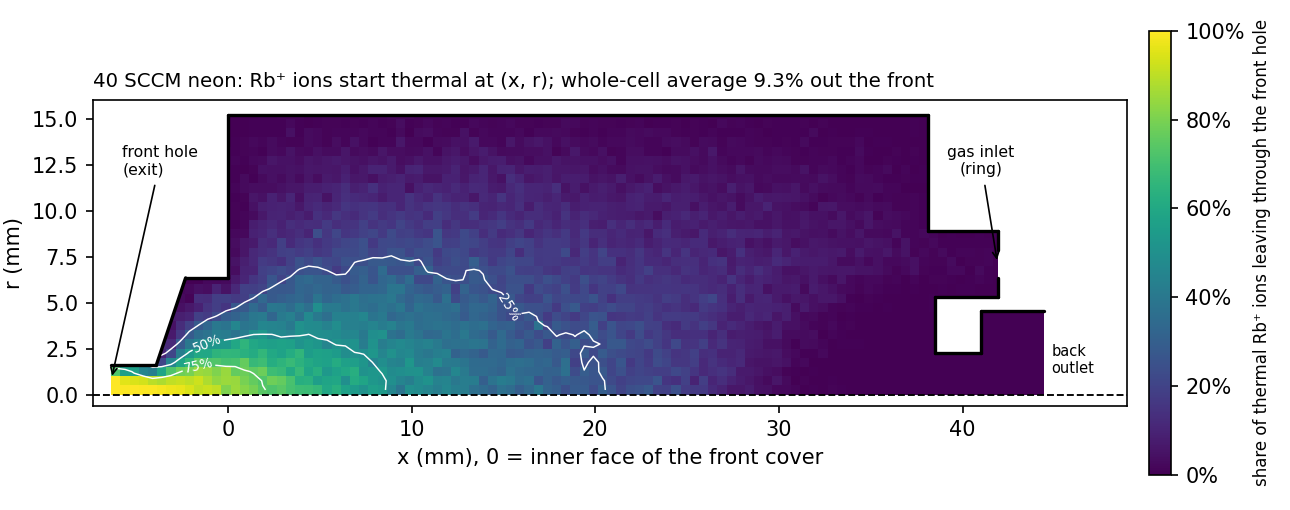 40 SCCM neon: Rb⁺ ions start thermal at (x, r); whole-cell average 9.3% out the front
15.0
12.5
10.0
7.5
5.0
2.5
0.0
r (mm)
front hole
(exit)
gas inlet
(ring)
25%
50%
75%
back
outlet
0
10
20
30
40
x (mm), 0 = inner face of the front cover
100%
80%
60%
40%
20%
0%
share of thermal Rb⁺ ions leaving through the front hole